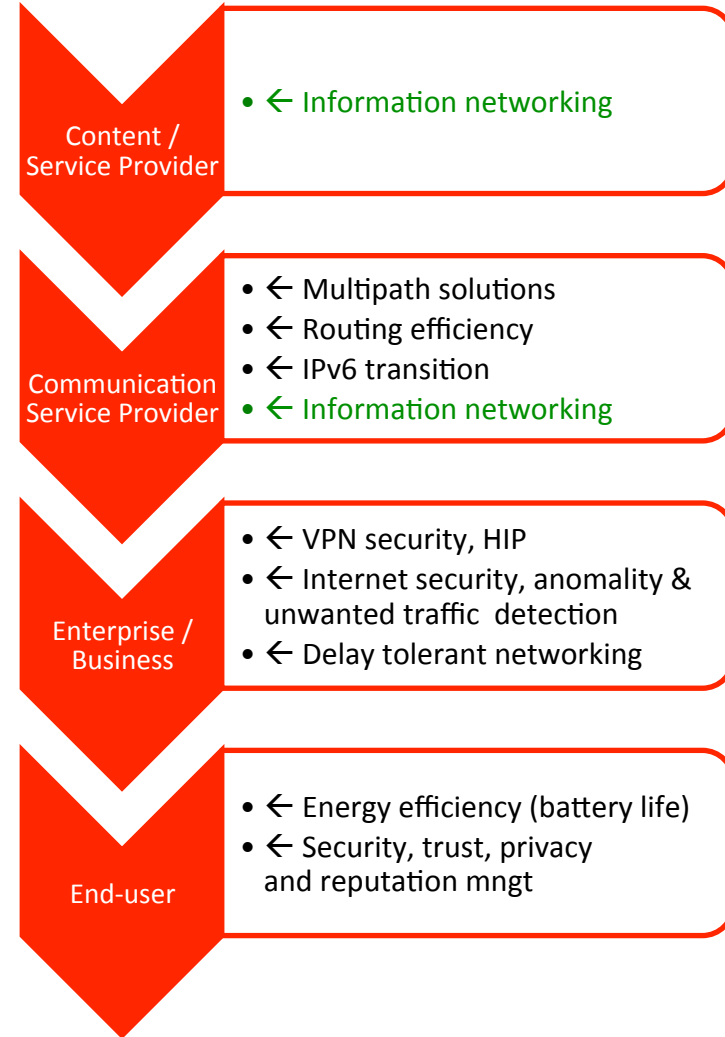 Content /
Service Provider
• ← Information networking
Communication
Service Provider
• ← Multipath solutions
• ← Routing efficiency
• ← IPv6 transition
• ← Information networking
Enterprise /
Business
• ← VPN security, HIP
• ← Internet security, anomality &
unwanted traffic detection
• ← Delay tolerant networking
End-user
• ← Energy efficiency (battery life)
• ← Security, trust, privacy
and reputation mngt